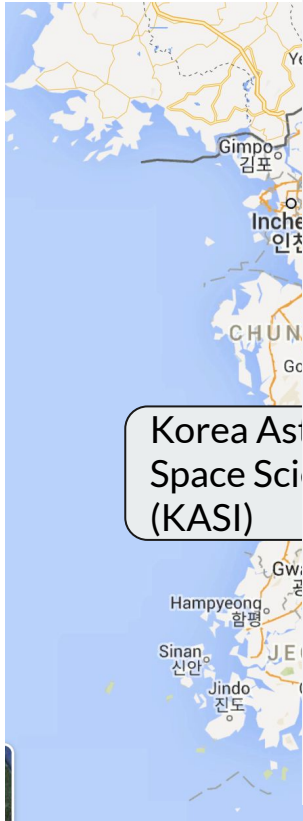 Ye
Gimpo
김포
Inche
인천
CHUN
Go
Korea Ast
Space Scie
(KASI)
Gwa
Hampyeong
함평
Sinan
신안
JE
Jindo
진도